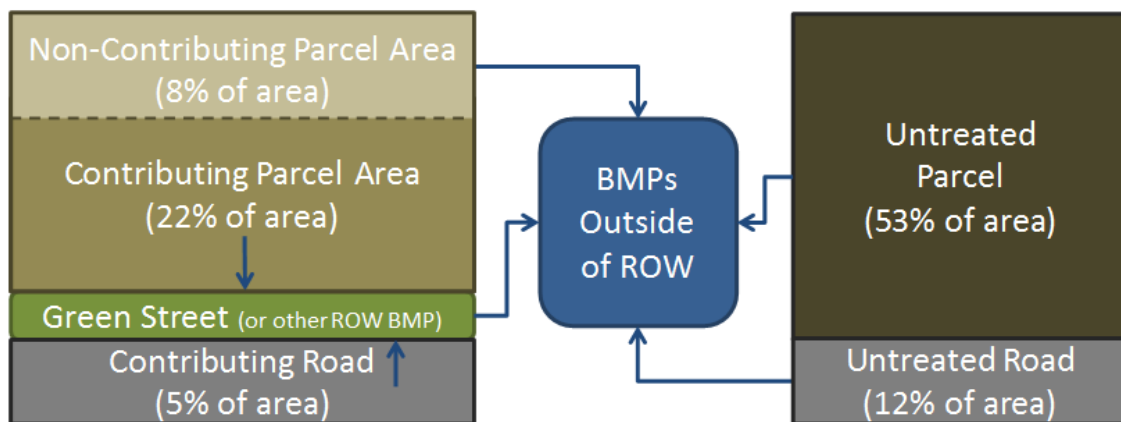 Non-Contributing Parcel Area
(8% of area)
Contributing Parcel Area
(22% of area)
Green Street (or other ROW BMP)
Contributing Road
(5% of area)
BMPs
Outside
of ROW
Untreated
Parcel
(53% of area)
Untreated Road
(12% of area)